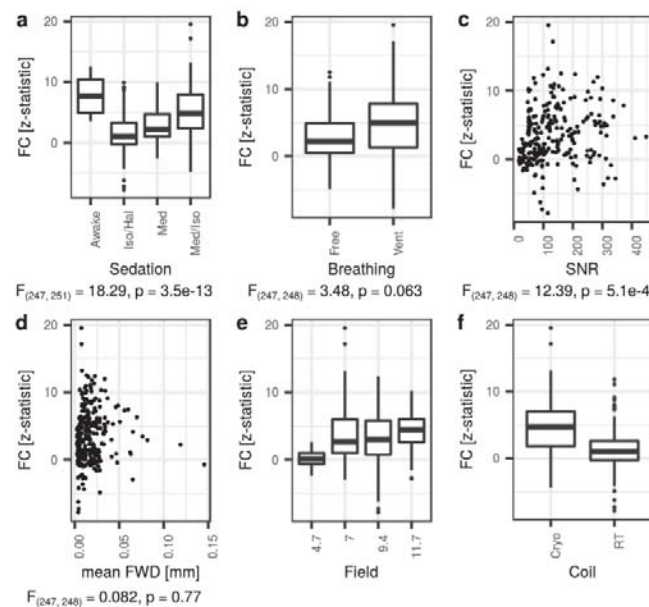 a
b
c
FC [z-statistic]
20
10
0
Awake
Iso/Hal
Med
Med/Iso
Sedation
F(247, 251) = 18.29, p = 3.5e-13
FC [z-statistic]
20
10
0
Free
Vent
Breathing
F(247, 248) = 3.48, p = 0.063
FC [z-statistic]
20
10
0
0
100
200
300
400
SNR
F(247, 248) = 12.39, p = 5.1e-4
d
e
f
FC [z-statistic]
20
10
0
0.00
0.05
0.10
0.15
mean FWD [mm]
F(247, 248) = 0.082, p = 0.77
FC [z-statistic]
20
10
0
4.7
7
9.4
11.7
Field
FC [z-statistic]
20
10
0
Cryo
RT
Coil